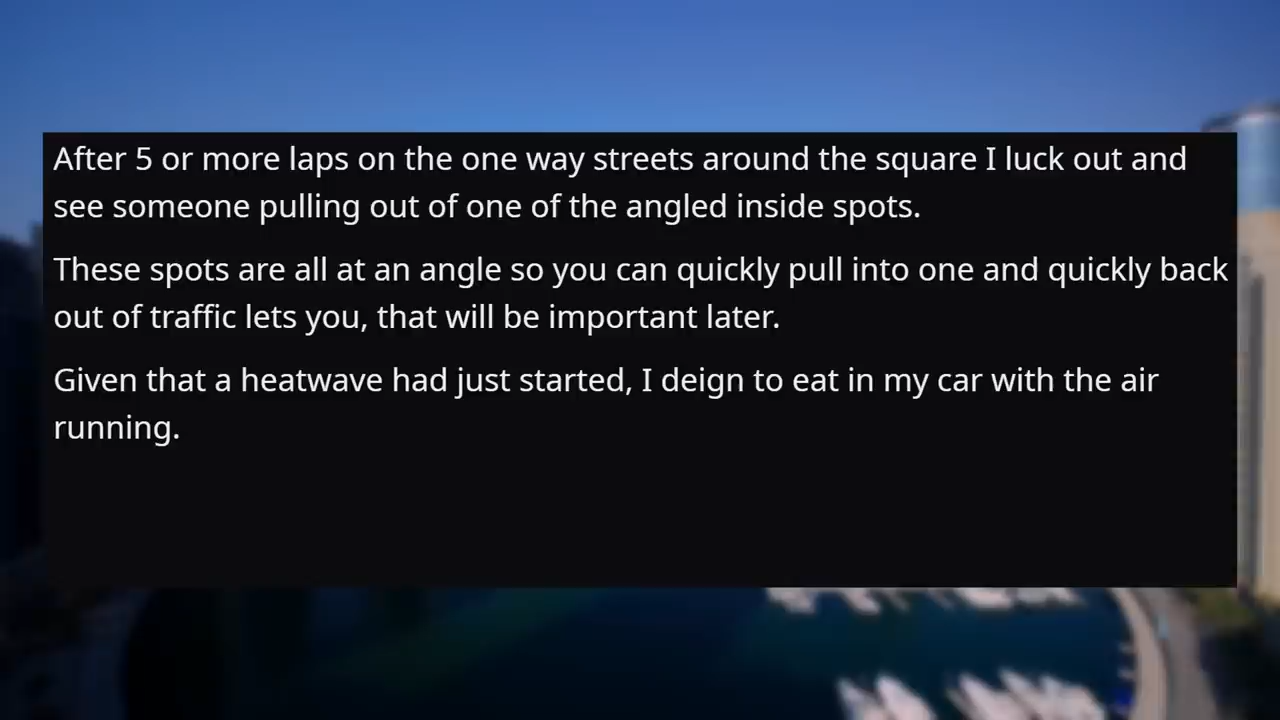 After 5 or more laps on the one way streets around the square I luck out and
see someone pulling out of one of the angled inside spots.
These spots are all at an angle so you can quickly pull into one and quickly back
out of traffic lets you, that will be important later.
Given that a heatwave had just started, I deign to eat in my car with the air
running.